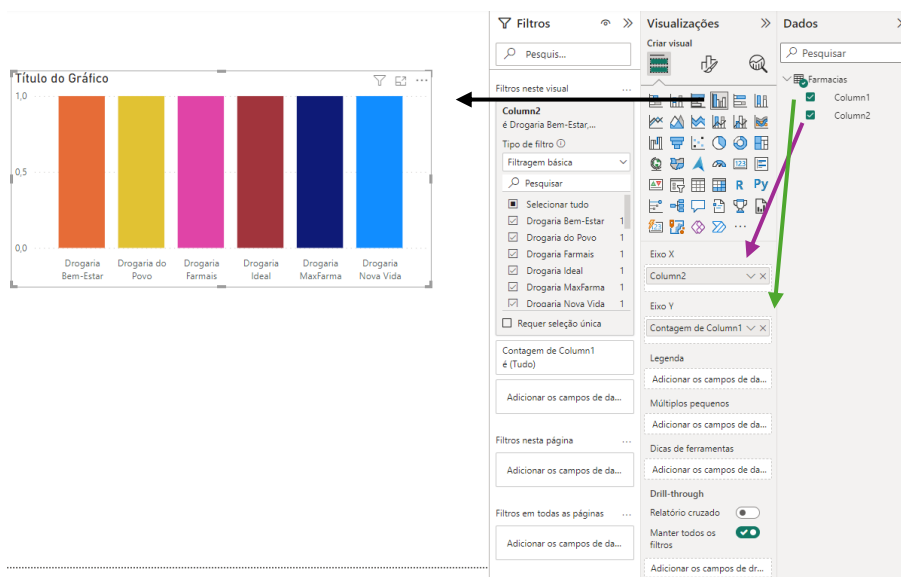 Título do Gráfico
1,0
0,5
0,0
Drogaria
Bem-Estar
Drogaria do
Povo
Drogaria
Farmais
Drogaria
Ideal
Drogaria
MaxFarma
Drogaria
Nova Vida
Filtros
Pesquis...
Filtros neste visual
Column2
é Drogaria Bem-Estar,...
Tipo de filtro
Filtragem básica
Pesquisar
Selecionar tudo
Drogaria Bem-Estar 1
Drogaria do Povo 1
Drogaria Farmais 1
Drogaria Ideal 1
Drogaria MaxFarma 1
Drogaria Nova Vida 1
Requer seleção única
Contagem de Column1
é (Tudo)
Adicionar os campos de da...
Filtros nesta página
Adicionar os campos de da...
Filtros em todas as páginas
Adicionar os campos de da...
Visualizações
Criar visual
123
R Py
Eixo X
Column2
Eixo Y
Contagem de Column1
Legenda
Adicionar os campos de da...
Múltiplos pequenos
Adicionar os campos de da...
Dicas de ferramentas
Adicionar os campos de da...
Drill-through
Relatório cruzado
Manter todos os
filtros
Adicionar os campos de dr...
Dados
Pesquisar
Farmacias
Column1
Column2